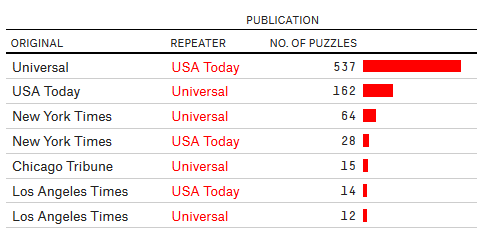 PUBLICATION
ORIGINAL REPEATER NO. OF PUZZLES
Universal USA Today 537
USA Today Universal 162
New York Times Universal 64
New York Times USA Today 28
Chicago Tribune Universal 15
Los Angeles Times USA Today 14
Los Angeles Times Universal 12